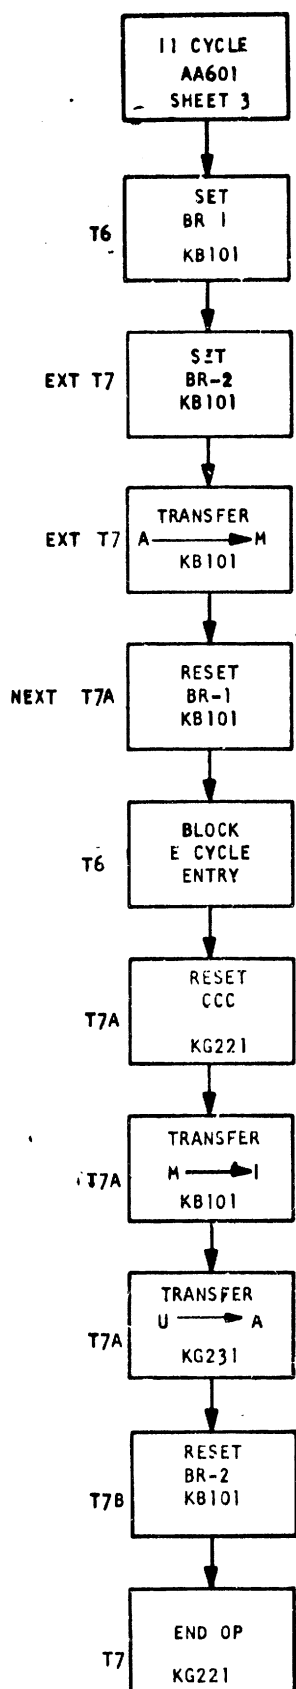 I1 CYCLE
AA601
SHEET 3
SET
T6 BR 1
KB101
SET
EXT T7 BR-2
KB101
TRANSFER
EXT T7 A M
KB101
RESET
NEXT T7A BR-1
KB101
BLOCK
T6 E CYCLE
ENTRY
RESET
CCC
T7A
KG221
TRANSFER
T7A M I
KB101
TRANSFER
U A
T7A KG231
RESET
BR-2
T7B KB101
END OP
T7
KG221